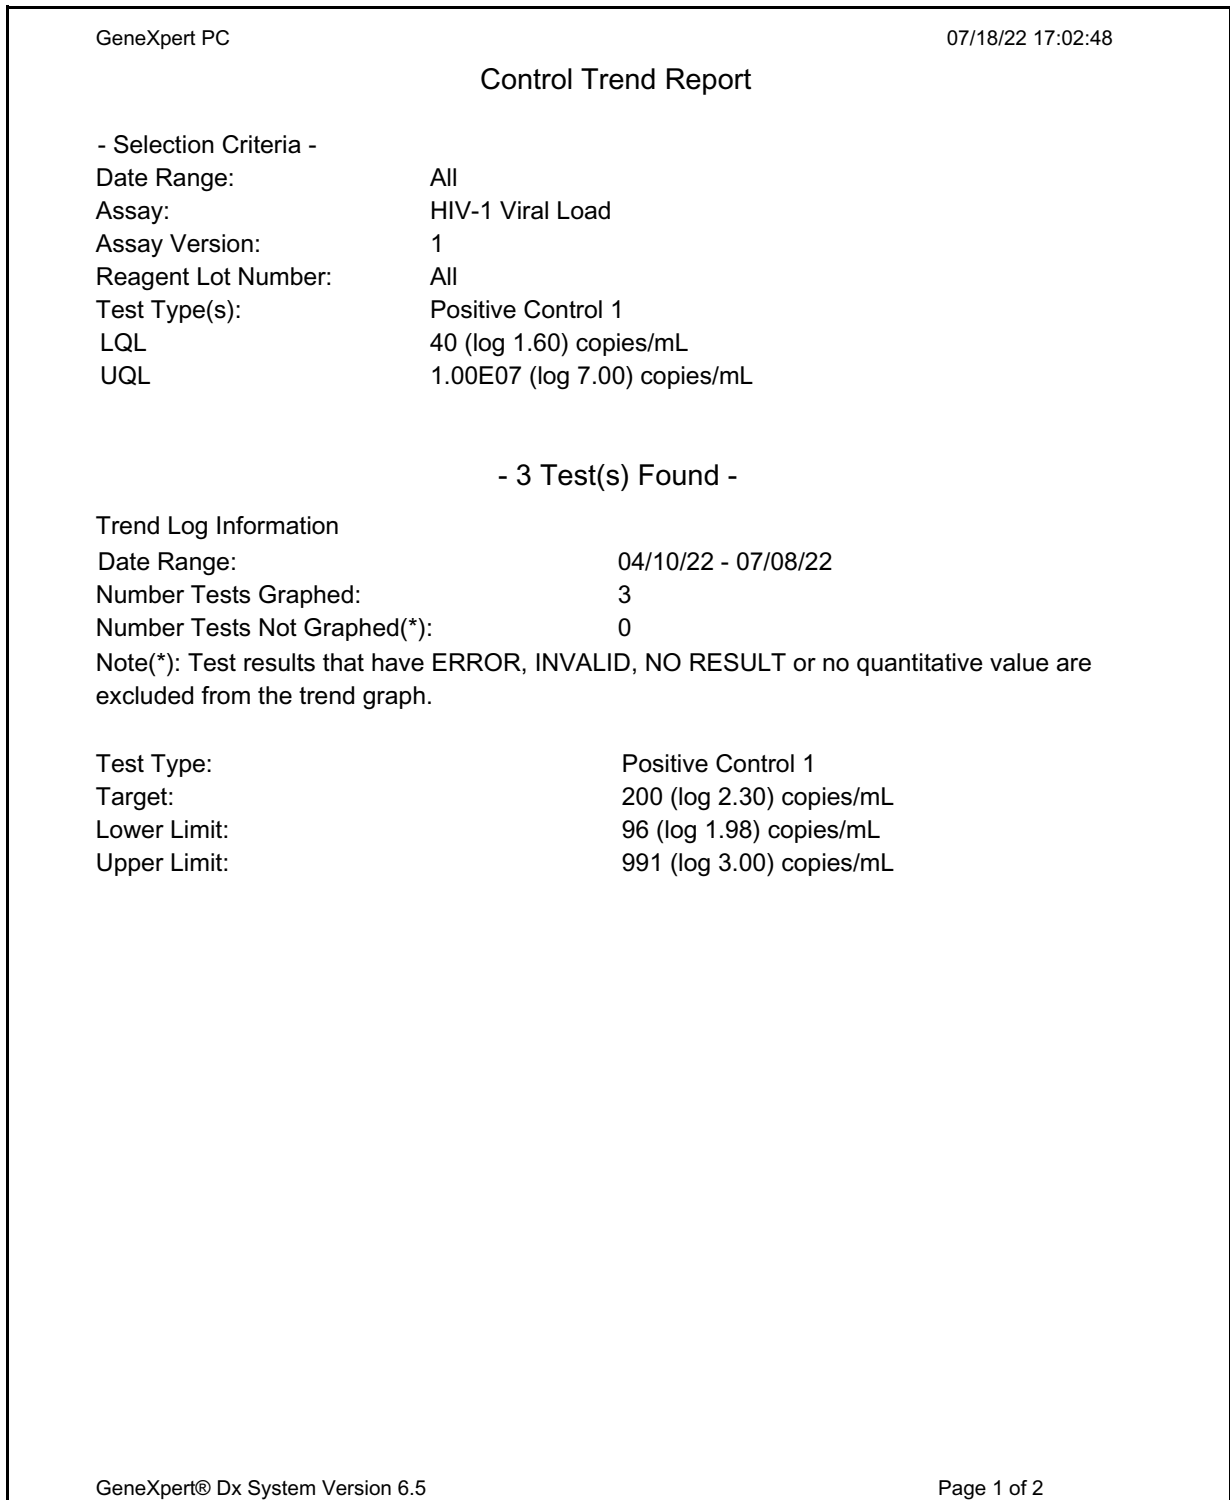 GeneXpert PC 07/18/22 17:02:48
Control Trend Report
- Selection Criteria -
Date Range: All
Assay: HIV-1 Viral Load
Assay Version: 1
Reagent Lot Number: All
Test Type(s): Positive Control 1
LQL 40 (log 1.60) copies/mL
UQL 1.00E07 (log 7.00) copies/mL
- 3 Test(s) Found -
Trend Log Information
Date Range: 04/10/22 - 07/08/22
Number Tests Graphed: 3
Number Tests Not Graphed(*): 0
Note(*): Test results that have ERROR, INVALID, NO RESULT or no quantitative value are
excluded from the trend graph.
Test Type: Positive Control 1
Target: 200 (log 2.30) copies/mL
Lower Limit: 96 (log 1.98) copies/mL
Upper Limit: 991 (log 3.00) copies/mL
GeneXpert® Dx System Version 6.5 Page 1 of 2